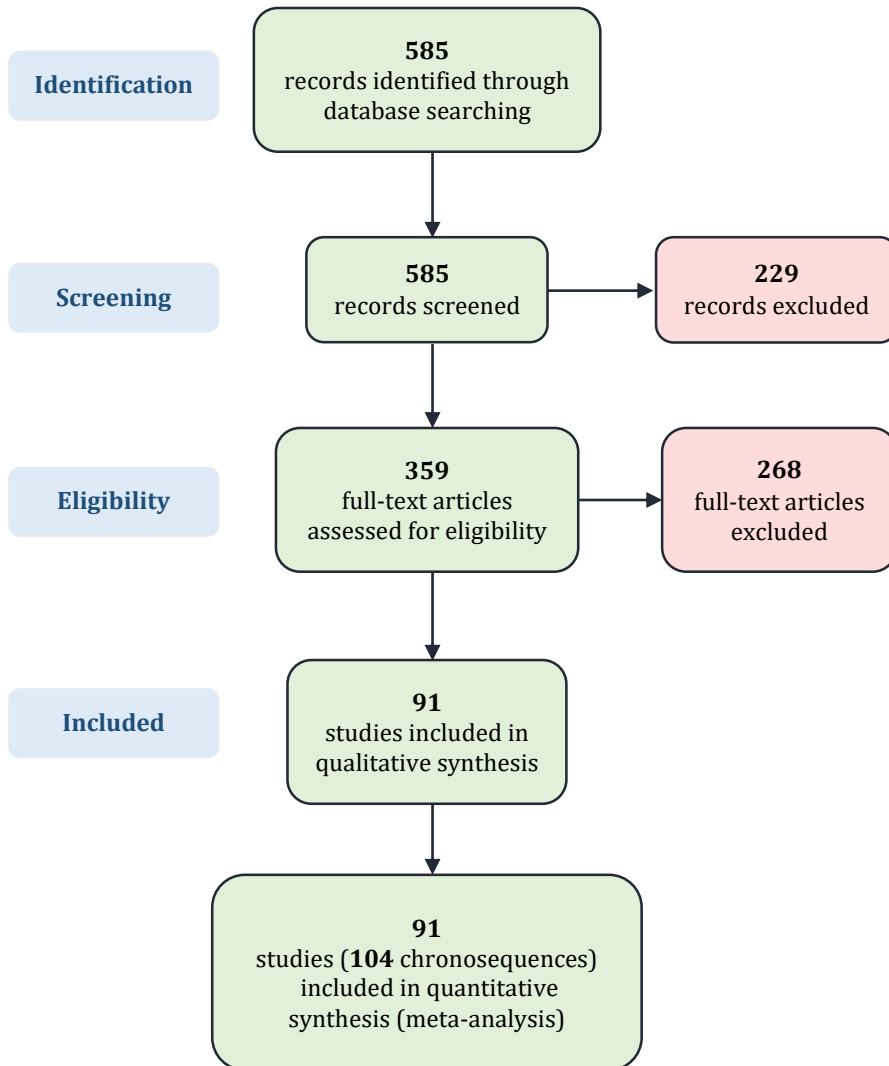 Identification
585
records identified through
database searching
Screening
585
records screened
229
records excluded
Eligibility
359
full-text articles
assessed for eligibility
268
full-text articles
excluded
Included
91
studies included in
qualitative synthesis
91
studies (104 chronosequences)
included in quantitative
synthesis (meta-analysis)